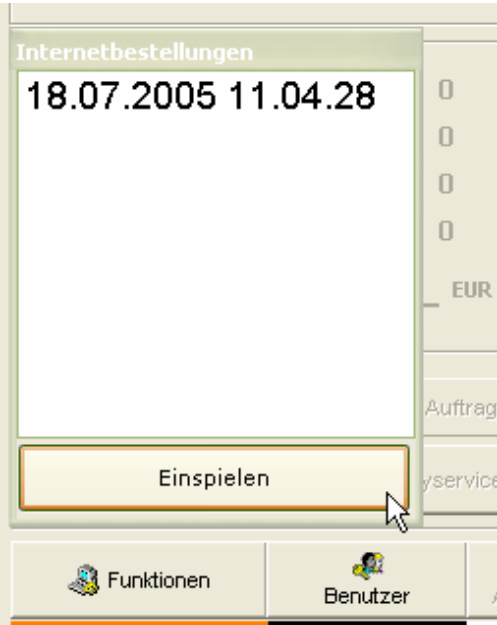 Internetbestellungen
18.07.2005 11.04.28
0
0
0
0
EUR
Auftrag
Einspielen
yservice
Funktionen
Benutzer